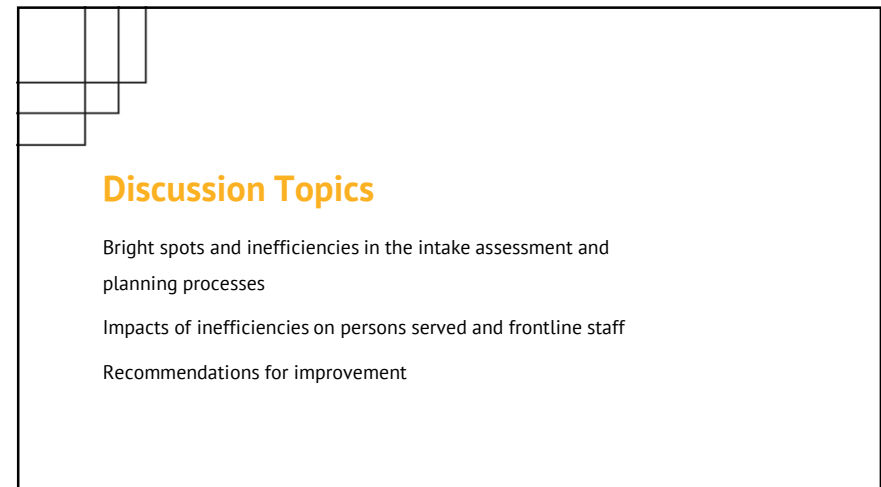 Discussion Topics
Bright spots and inefficiencies in the intake assessment and
planning processes
Impacts of inefficiencies on persons served and frontline staff
Recommendations for improvement